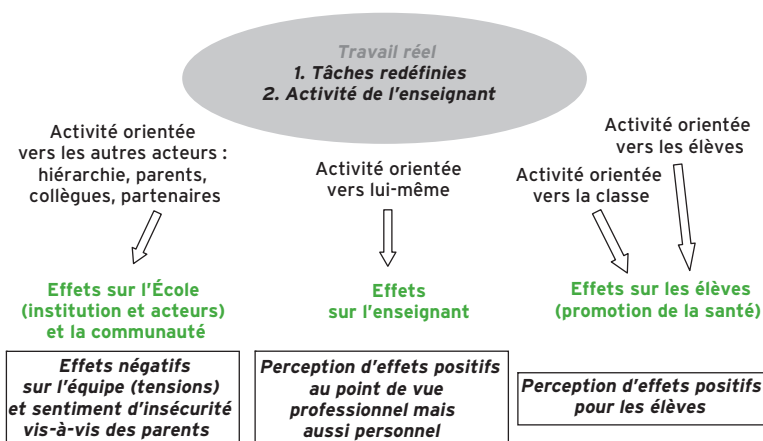 Travail réel
1. Tâches redéfinies
2. Activité de l'enseignant
Activité orientée
vers les autres acteurs :
hiérarchie, parents,
collègues, partenaires
Activité orientée
vers lui-même
Activité orientée
vers la classe
Activité orientée
vers les élèves
Effets sur l'École
(institution et acteurs)
et la communauté
Effets
sur l'enseignant
Effets sur les élèves
(promotion de la santé)
Effets négatifs
sur l'équipe (tensions)
et sentiment d'insécurité
vis-à-vis des parents
Perception d'effets positifs
au point de vue
professionnel mais
aussi personnel
Perception d'effets positifs
pour les élèves